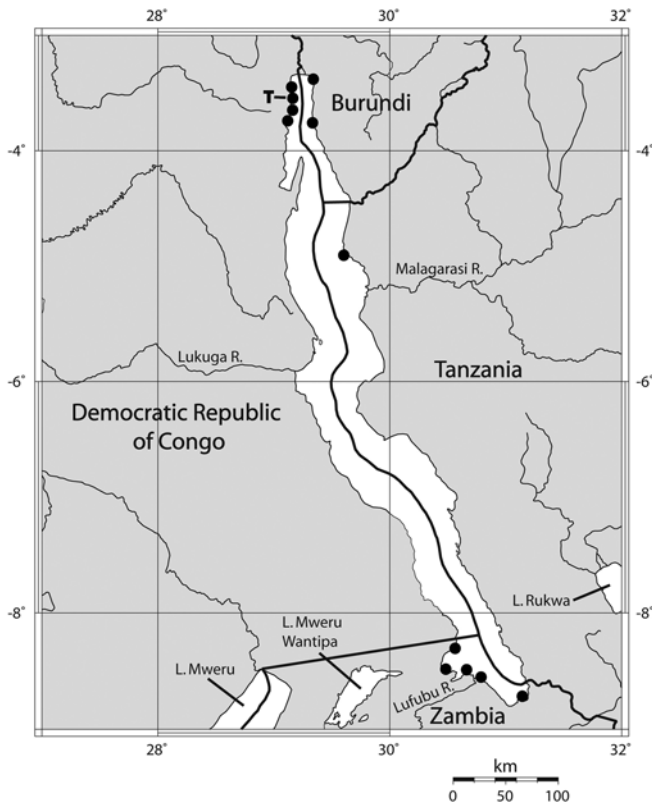 28˚
30˚
32˚
T
Burundi
-4˚
-4˚
Malagarasi R.
Lukuga R.
Tanzania
-6˚
-6˚
Democratic Republic
of Congo
L. Rukwa
-8˚
-8˚
L. Mweru
Wantipa
L. Mweru
Lufubu R.
Zambia
28˚
30˚
32˚
km
0
50
100